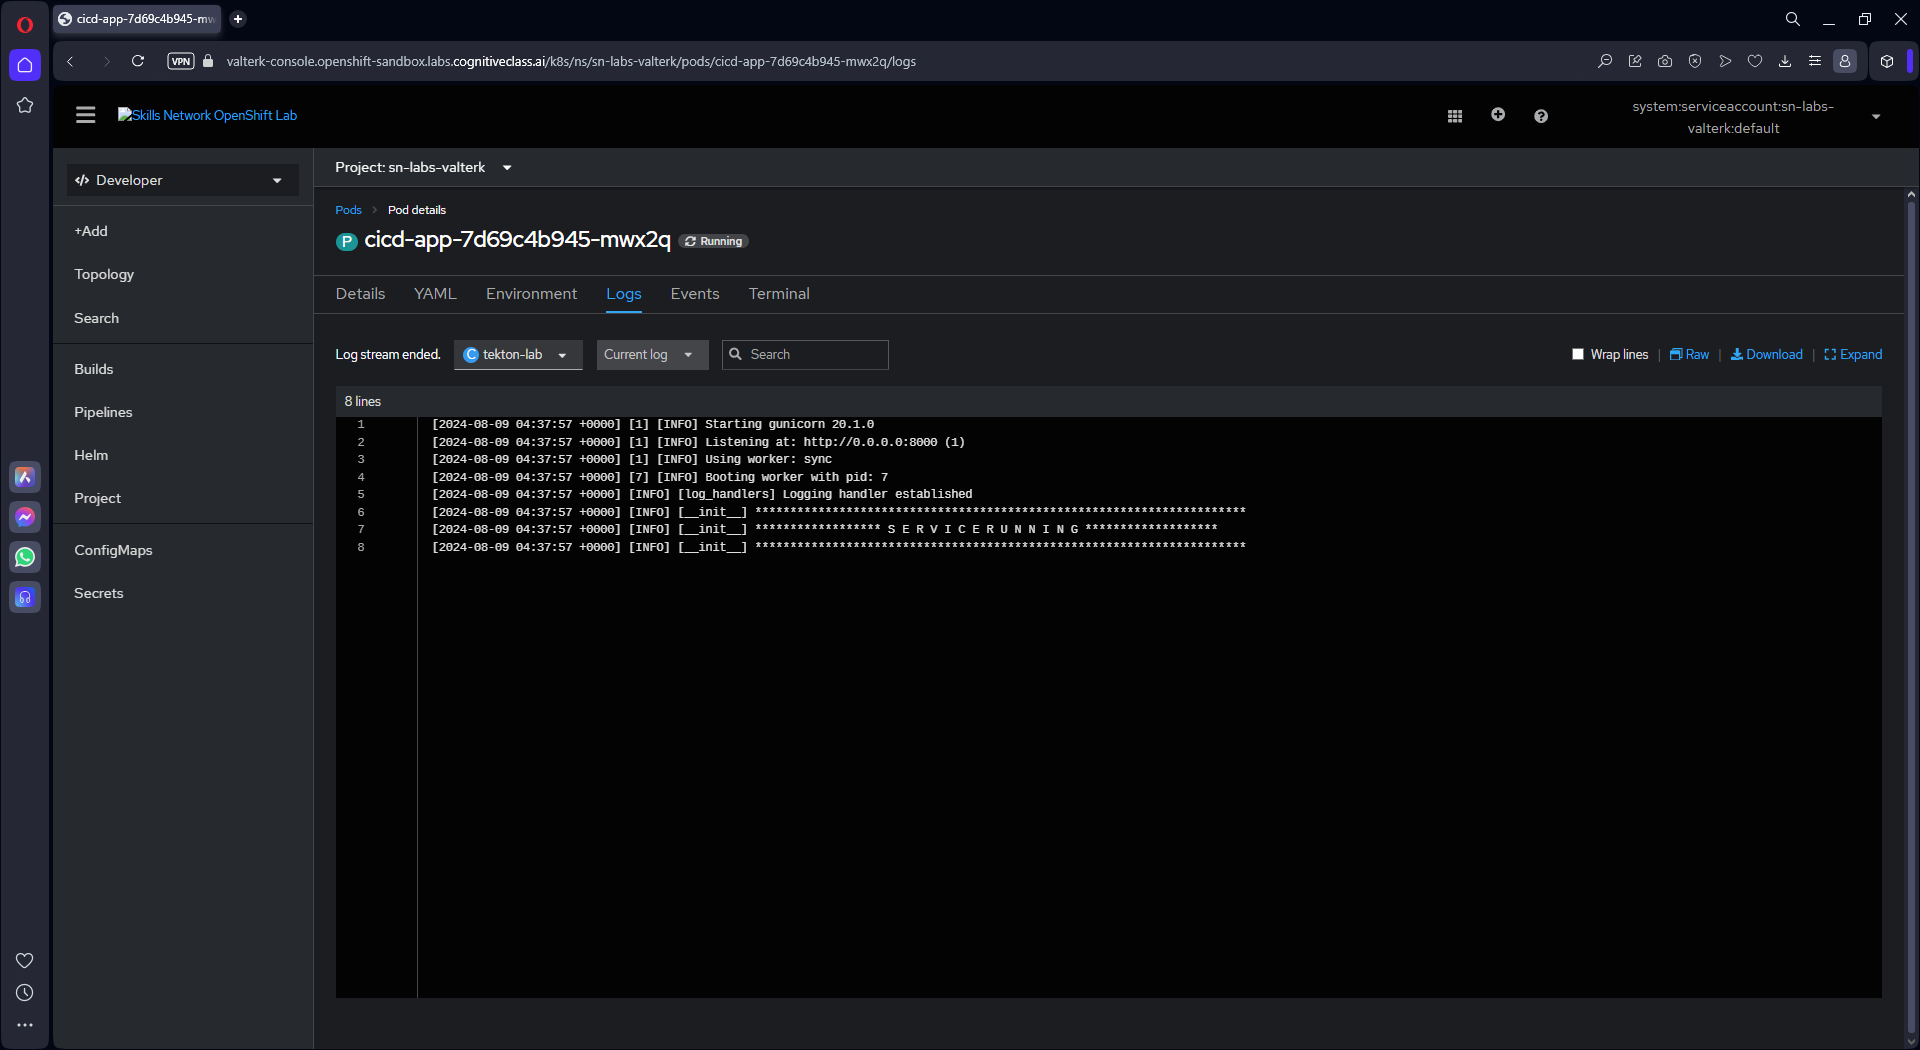 cicd-app-7d69c4b945-mw
VPN
valterk-console.openshift-sandbox.labs.cognitiveclass.ai/k8s/ns/sn-labs-valterk/pods/cicd-app-7d69c4b945-mwx2q/logs
Skills Network OpenShift Lab
system:serviceaccount:sn-labs-
valterk:default
Developer
+Add
Topology
Search
Builds
Pipelines
Helm
Project
ConfigMaps
Secrets
Project: sn-labs-valterk
Pods
Pod details
P cicd-app-7d69c4b945-mwx2q
Running
Details YAML Environment Logs Events Terminal
Log stream ended. C tekton-lab Current log Search Wrap lines | Raw | Download | Expand
8 lines
1 [2024-08-09 04:37:57 +0000] [1] [INFO] Starting gunicorn 20.1.0
2 [2024-08-09 04:37:57 +0000] [1] [INFO] Listening at: http://0.0.0.0:8000 (1)
3 [2024-08-09 04:37:57 +0000] [1] [INFO] Using worker: sync
4 [2024-08-09 04:37:57 +0000] [7] [INFO] Booting worker with pid: 7
5 [2024-08-09 04:37:57 +0000] [INFO] [log_handlers] Logging handler established
6 [2024-08-09 04:37:57 +0000] [INFO] [__init__] **********************************************************************
7 [2024-08-09 04:37:57 +0000] [INFO] [__init__] ****************** S E R V I C E R U N N I N G *******************
8 [2024-08-09 04:37:57 +0000] [INFO] [__init__] **********************************************************************